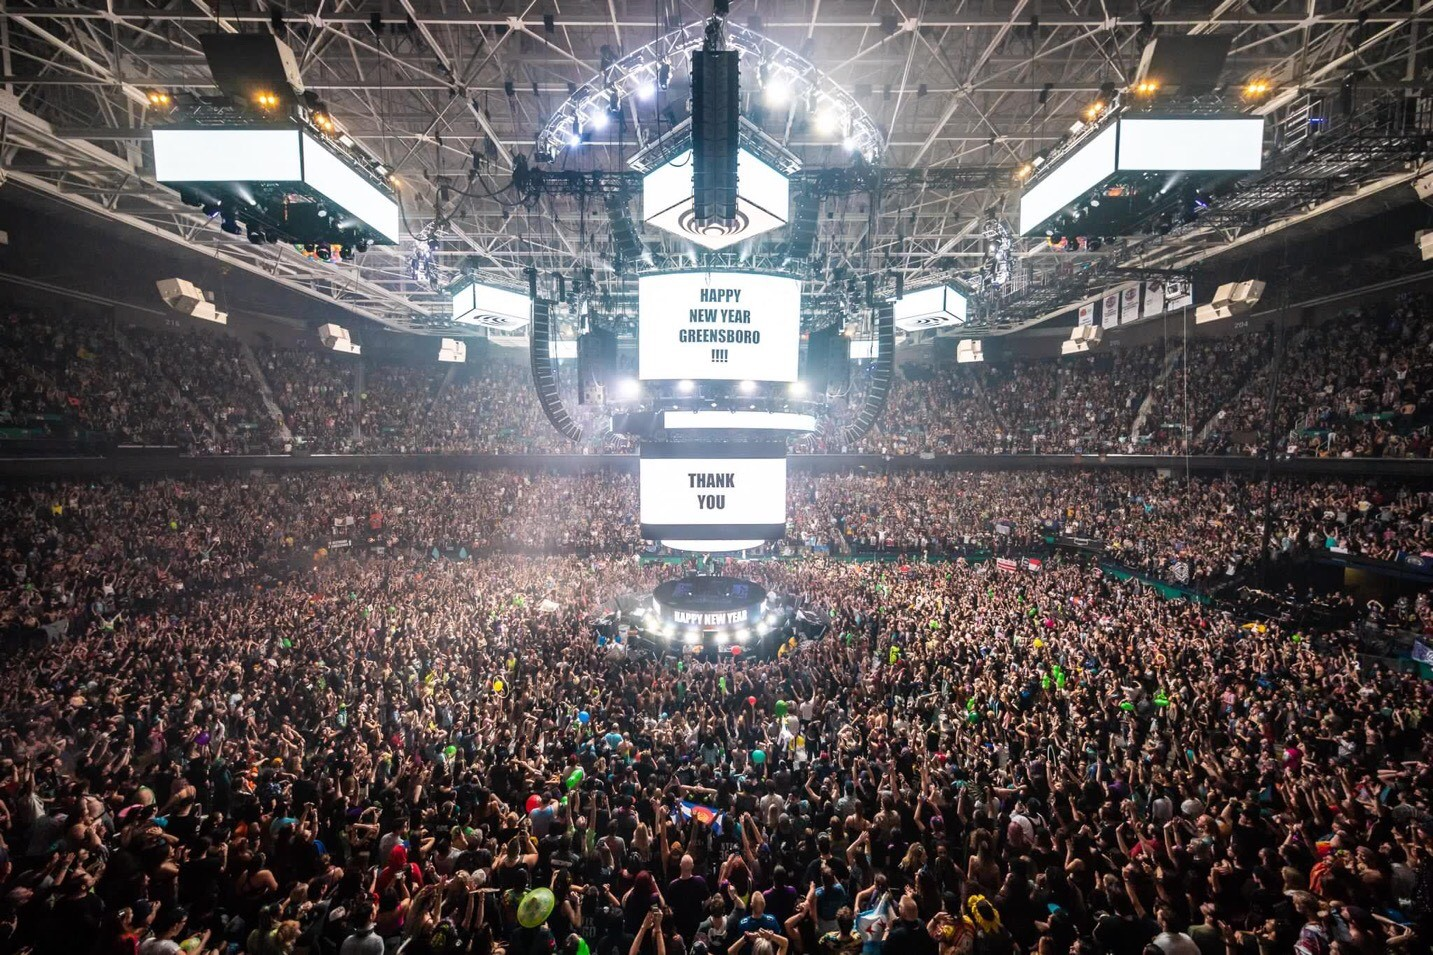 HAPPY
NEW YEAR
GREENSBORO
!!!!
THANK
YOU
HAPPY NEW YEAR